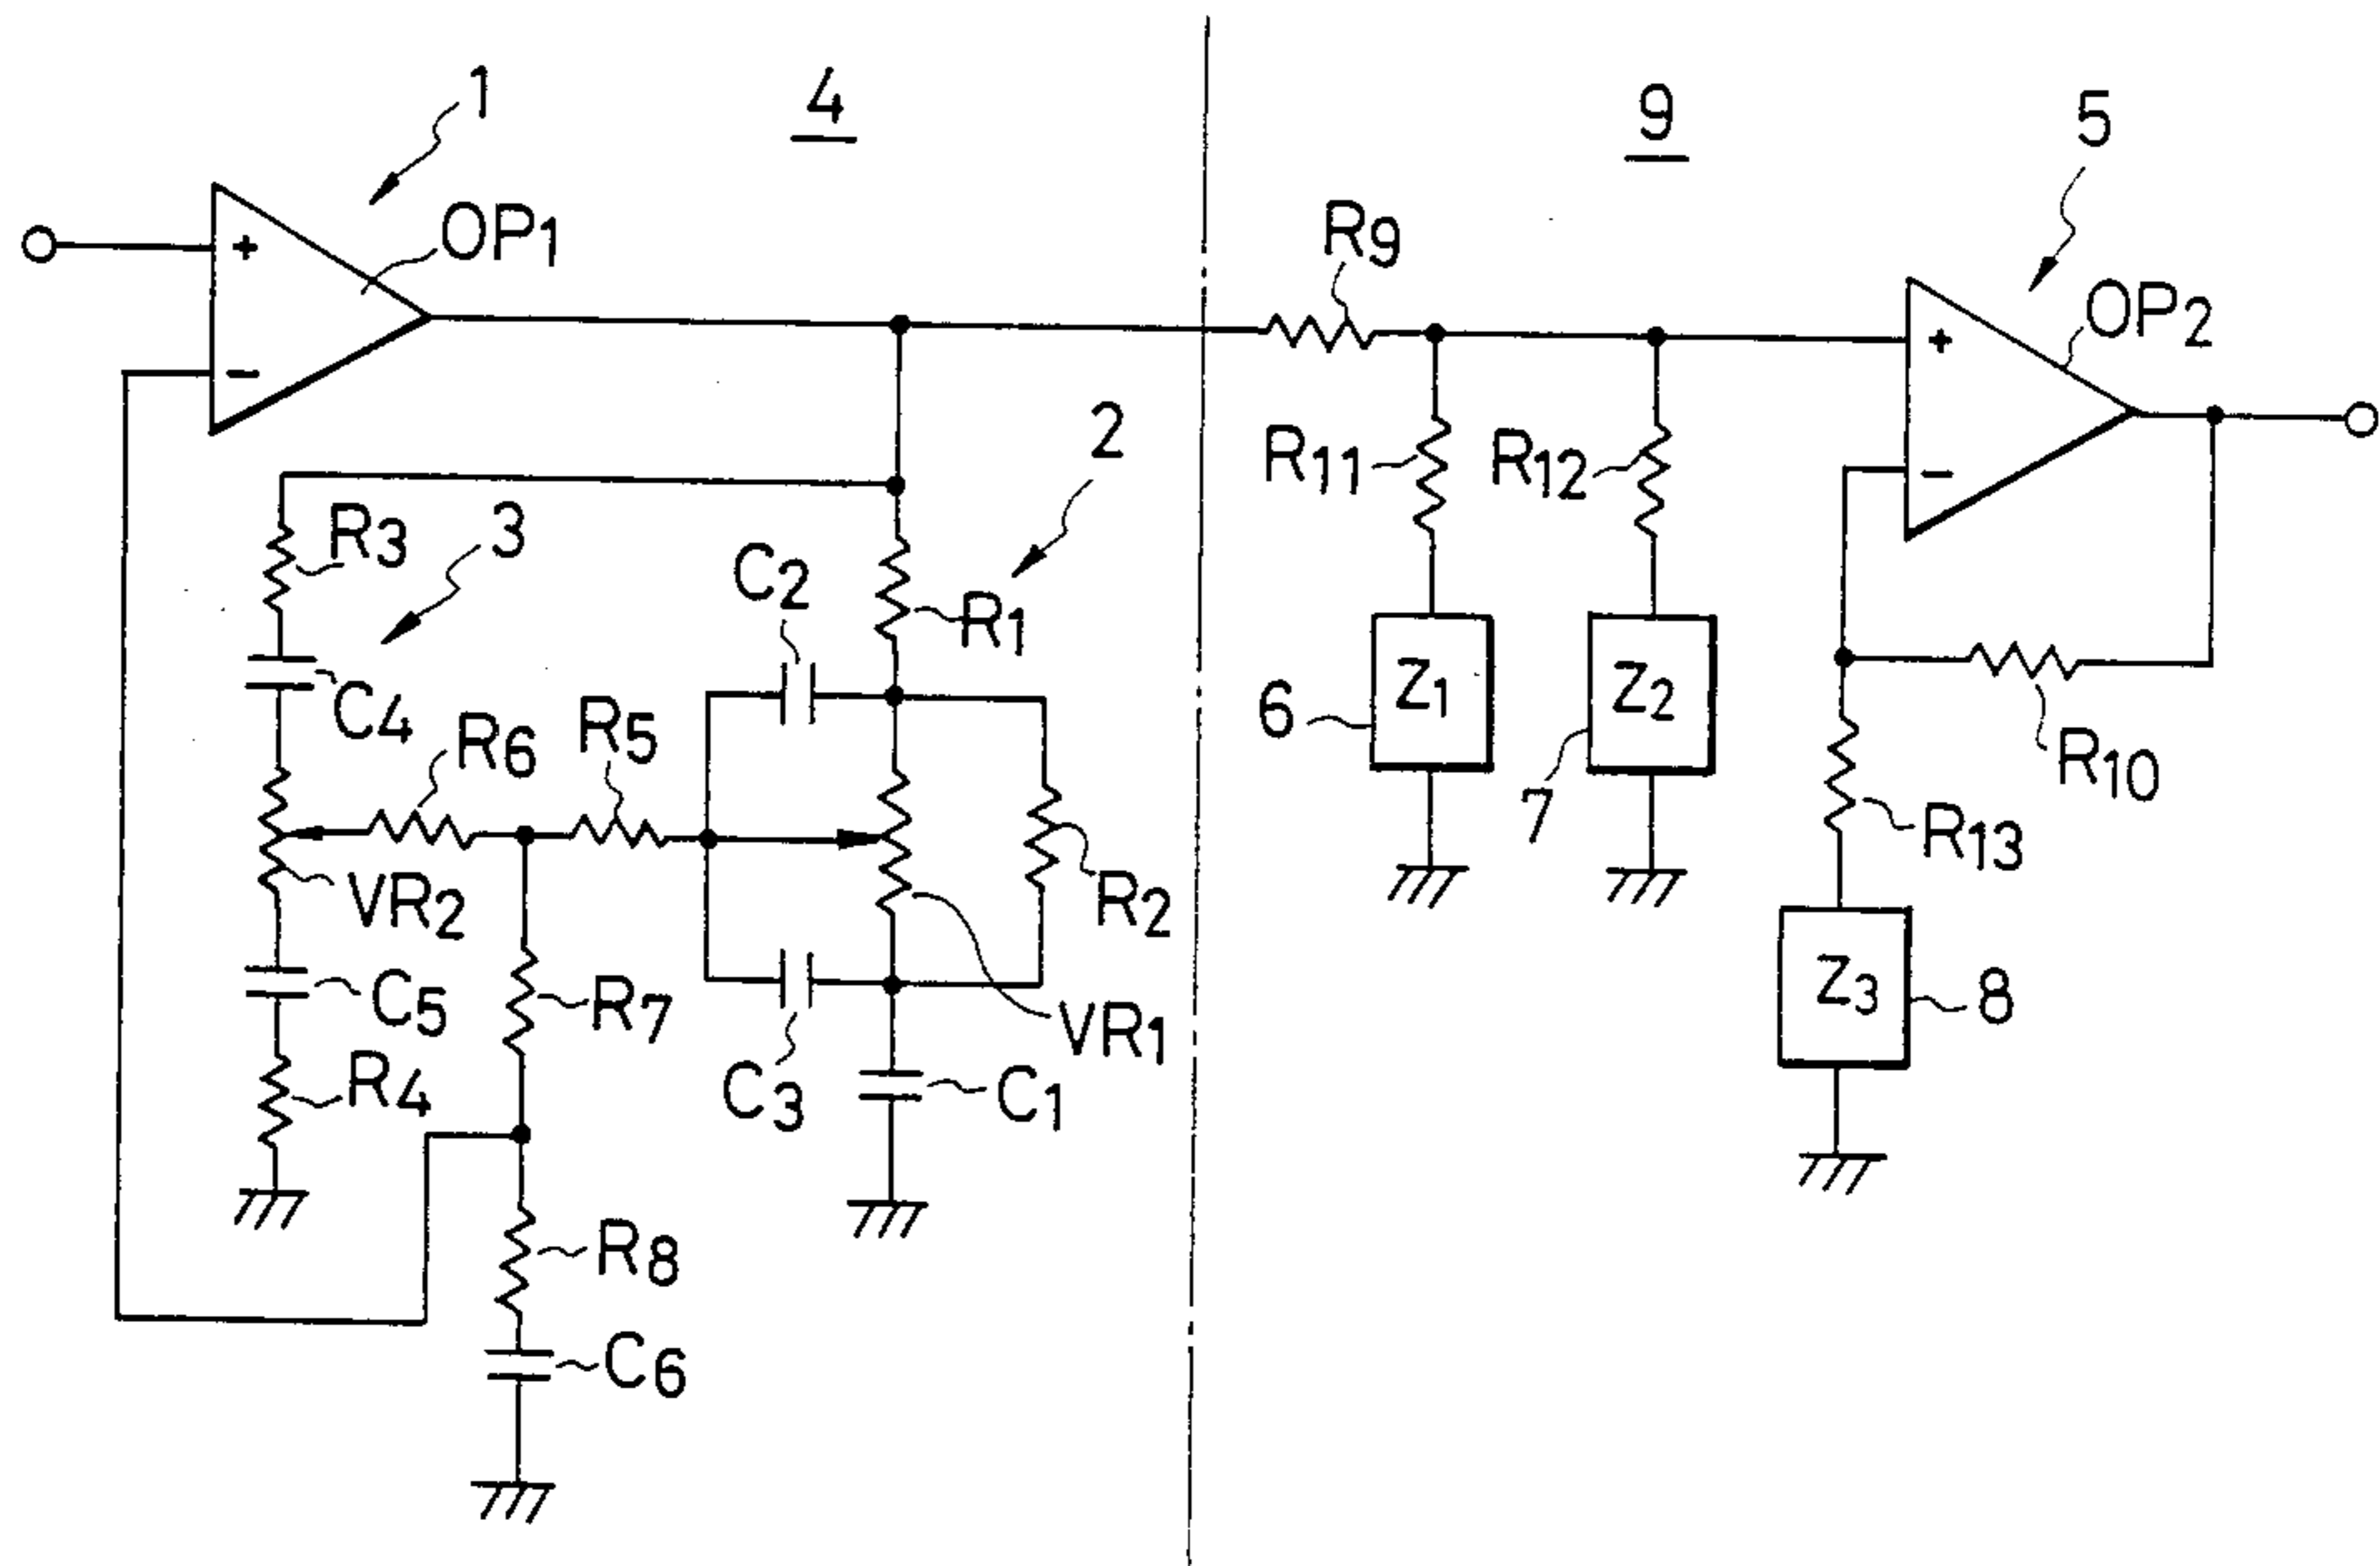 1
4
9
5
+
OP1
−
R9
+
OP2
−
2
R11
R12
R3
3
C2
R1
C4
6
Z1
7
Z2
R6
R5
R10
R13
VR2
R2
C5
R7
VR1
Z3
8
R4
C3
C1
R8
C6